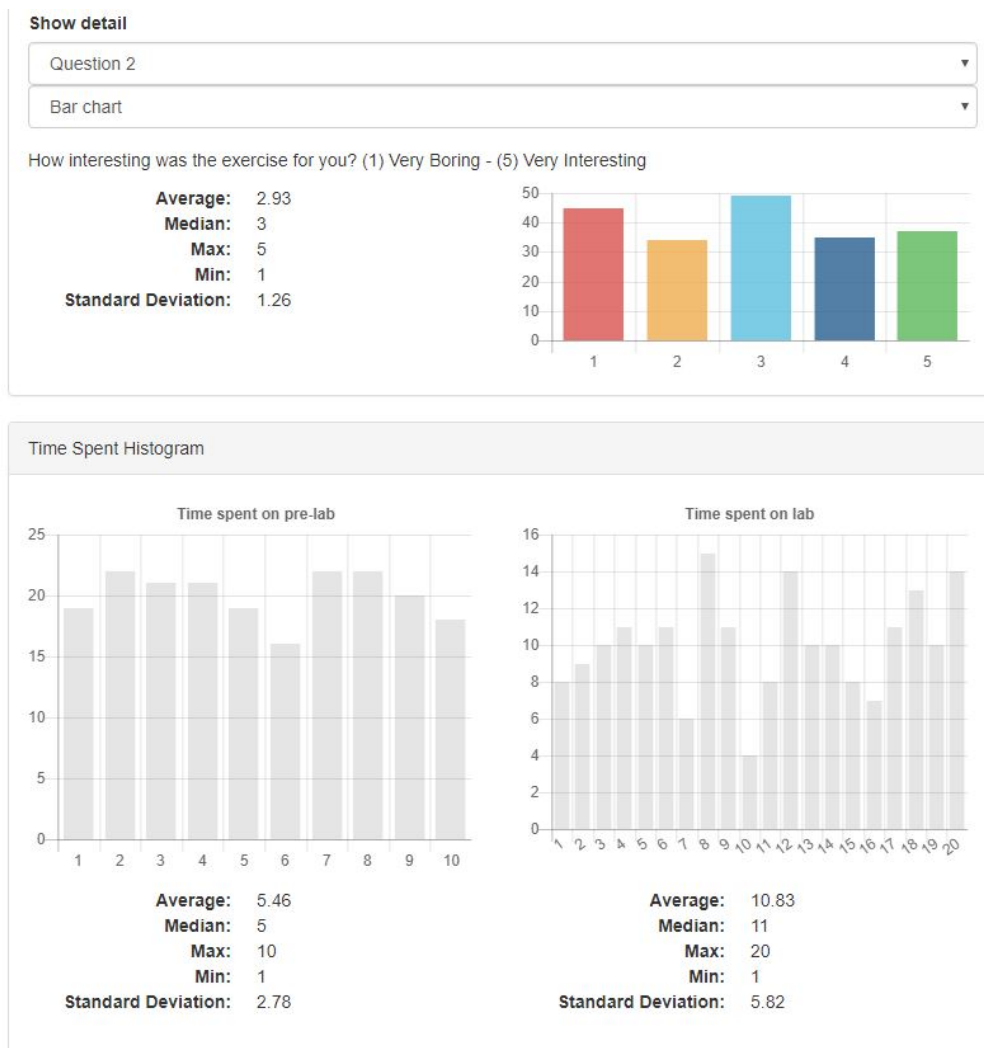 Show detail
Question 2
Bar chart
How interesting was the exercise for you? (1) Very Boring - (5) Very Interesting
Average: 2.93
Median: 3
Max: 5
Min: 1
Standard Deviation: 1.26
50
40
30
20
10
0
1 2 3 4 5
Time Spent Histogram
Time spent on pre-lab
25
20
15
10
5
0
1 2 3 4 5 6 7 8 9 10
Average: 5.46
Median: 5
Max: 10
Min: 1
Standard Deviation: 2.78
Time spent on lab
16
14
12
10
8
6
4
2
0
1 2 3 4 5 6 7 8 9 10 11 12 13 14 15 16 17 18 19 20
Average: 10.83
Median: 11
Max: 20
Min: 1
Standard Deviation: 5.82